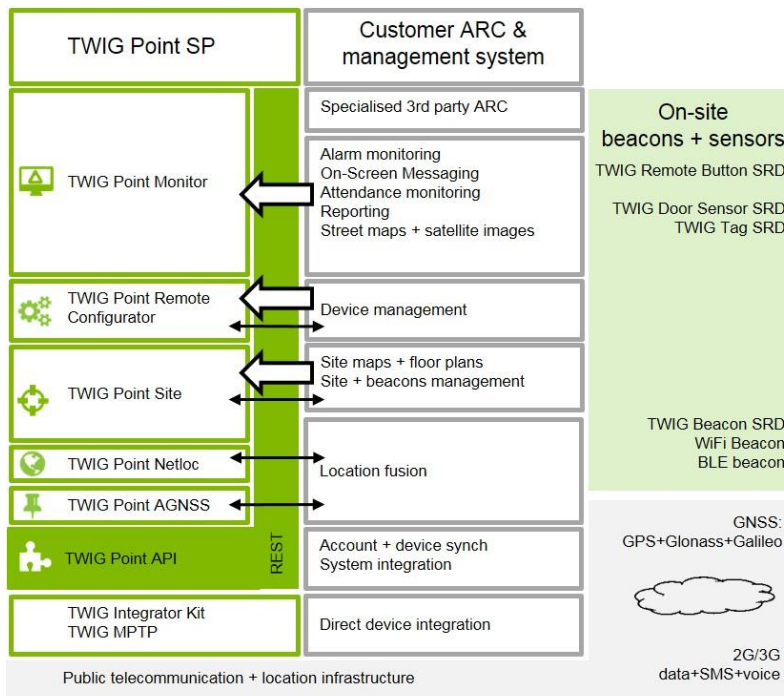 TWIG Point SP
Customer ARC &
management system
Specialised 3rd party ARC
TWIG Point Monitor
Alarm monitoring
On-Screen Messaging
Attendance monitoring
Reporting
Street maps + satellite images
TWIG Point Remote
Configurator
Device management
TWIG Point Site
Site maps + floor plans
Site + beacons management
TWIG Point Netloc
TWIG Point AGNSS
Location fusion
TWIG Point API
REST
Account + device synch
System integration
TWIG Integrator Kit
TWIG MPTP
Direct device integration
Public telecommunication + location infrastructure
On-site
beacons + sensors
TWIG Remote Button SRD
TWIG Door Sensor SRD
TWIG Tag SRD
TWIG Beacon SRD
WiFi Beacon
BLE beacon
GNSS:
GPS+Glonass+Galileo
2G/3G
data+SMS+voice